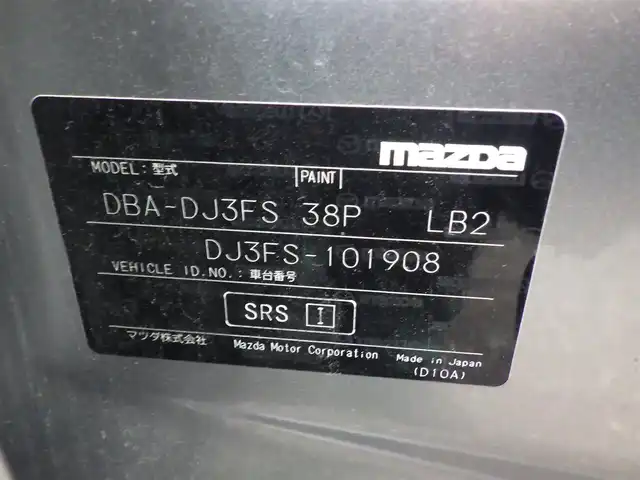 mazda
MODEL：型式 PAINT
DBA-DJ3FS 38P LB2
DJ3FS-101908
VEHICLE ID.NO.：車台番号
SRS I
マツダ株式会社 Mazda Motor Corporation Made in Japan
(D10A)